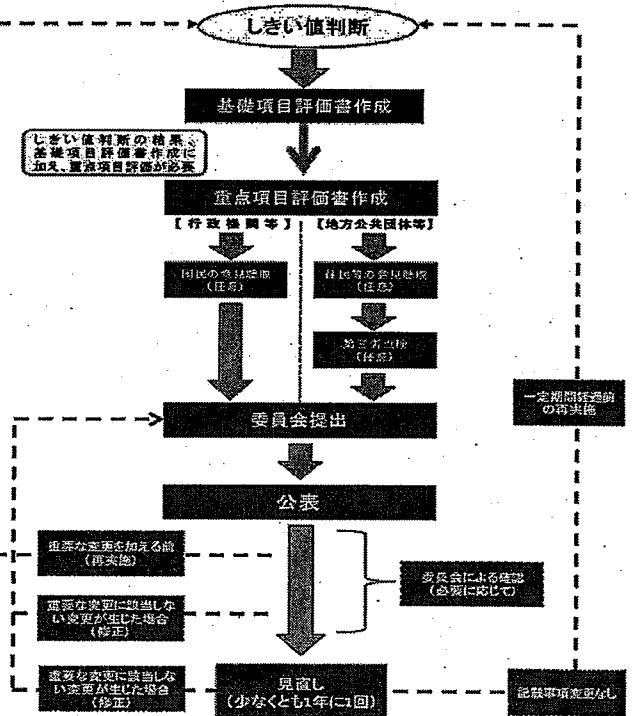 しきい値判断
基礎項目評価書作成
しきい値判断の結果、
基礎項目評価書作成に
加え、重点項目評価が必要
重点項目評価書作成
【行政機関等】
【地方公共団体等】
国民の意見聴取
(任意)
住民等の意見聴取
(任意)
第三者点検
(任意)
委員会提出
一定期間経過前
の再実施
公表
重要な変更を加える前
(再実施)
委員会による確認
(必要に応じて)
重要な変更に該当しな
い変更が生じた場合
(修正)
重要な変更に該当しな
い変更が生じた場合
(修正)
見直し
(少なくとも1年に1回)
記載事項変更なし